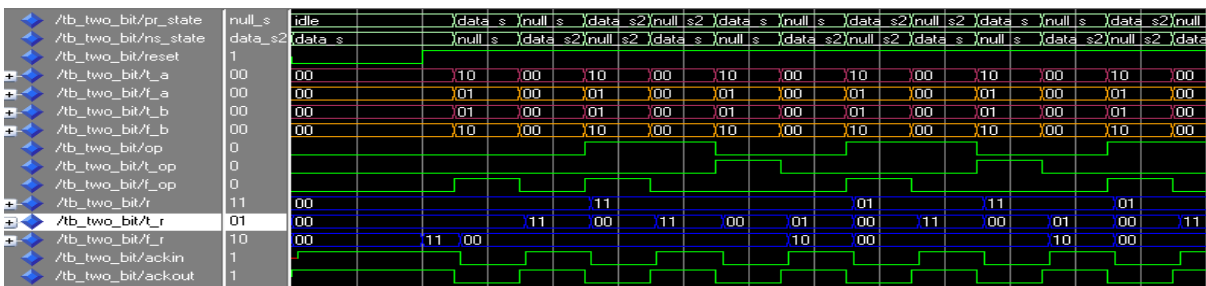 /tb_two_bit/pr_state null_s idle data_s null_s data_s2 null_s2 data_s null_s data_s2 null_s2 data_s null_s data_s2 null
/tb_two_bit/ns_state data_s2 data_s null_s data_s2 null_s2 data_s null_s data_s2 null_s2 data_s null_s data_s2 null_s2 data
/tb_two_bit/reset 1
/tb_two_bit/t_a 00 00 10 00 10 00 10 00 10 00 10 00 10 00
/tb_two_bit/f_a 00 00 01 00 01 00 01 00 01 00 01 00 01 00
/tb_two_bit/t_b 00 00 01 00 01 00 01 00 01 00 01 00 01 00
/tb_two_bit/f_b 00 00 10 00 10 00 10 00 10 00 10 00 10 00
/tb_two_bit/op 0
/tb_two_bit/t_op 0
/tb_two_bit/f_op 0
/tb_two_bit/r 11 00 11 01 11 01
/tb_two_bit/t_r 01 00 11 00 11 00 01 00 11 00 01 00 11
/tb_two_bit/f_r 10 00 11 00 10 00 10 00
/tb_two_bit/ackin 1
/tb_two_bit/ackout 1